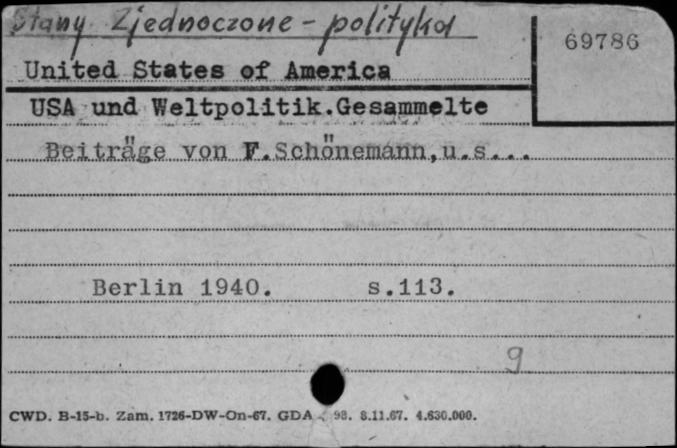 Stany Zjednoczone - polityka
69786
United States of America
USA und Weltpolitik.Gesammelte
Beiträge von F.Schönemann,u.s...
Berlin 1940. s.113.
9
CWD. B-15-b. Zam. 1726-DW-On-67. GDA - 98. 8.11.67. 4.630.000.